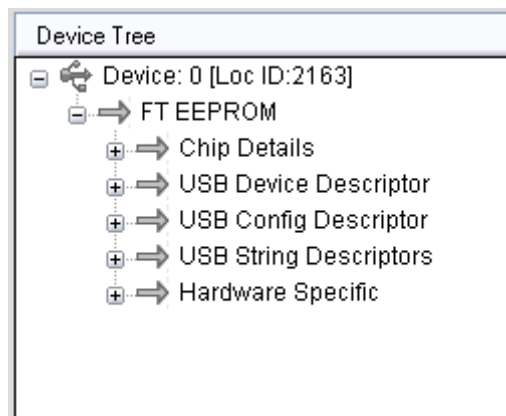 Device Tree
Device: 0 [Loc ID:2163]
FT EEPROM
Chip Details
USB Device Descriptor
USB Config Descriptor
USB String Descriptors
Hardware Specific